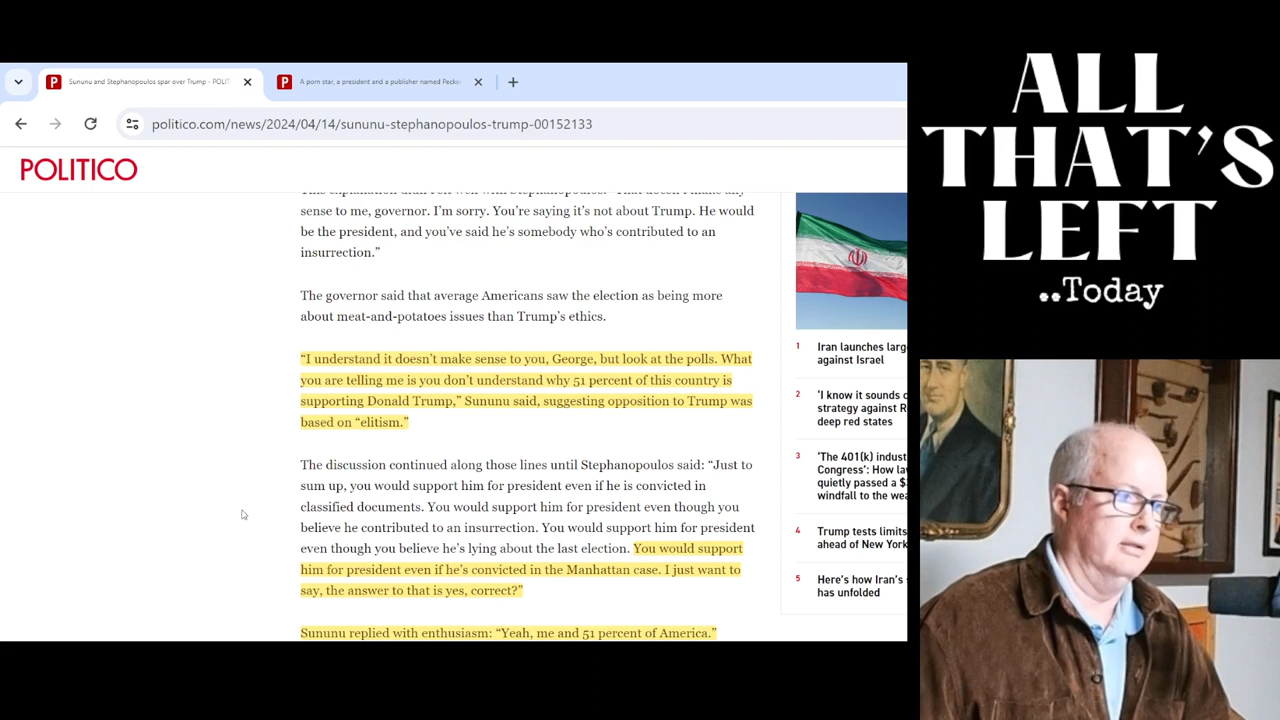 Sununu and Stephanopoulos spar over Trump - POLIT
A porn star, a president and a publisher named Pecke
politico.com/news/2024/04/14/sununu-stephanopoulos-trump-00152133
POLITICO
sense to me, governor. I'm sorry. You're saying it's not about Trump. He would
be the president, and you've said he's somebody who's contributed to an
insurrection.”
The governor said that average Americans saw the election as being more
about meat-and-potatoes issues than Trump's ethics.
“I understand it doesn't make sense to you, George, but look at the polls. What
you are telling me is you don't understand why 51 percent of this country is
supporting Donald Trump,” Sununu said, suggesting opposition to Trump was
based on “elitism.”
The discussion continued along those lines until Stephanopoulos said: “Just to
sum up, you would support him for president even if he is convicted in
classified documents. You would support him for president even though you
believe he contributed to an insurrection. You would support him for president
even though you believe he's lying about the last election. You would support
him for president even if he's convicted in the Manhattan case. I just want to
say, the answer to that is yes, correct?”
Sununu replied with enthusiasm: “Yeah, me and 51 percent of America.”
1 Iran launches larg
against Israel
2 ‘I know it sounds c
strategy against R
deep red states
3 ‘The 401(k) indust
Congress’: How la
quietly passed a $
windfall to the wea
4 Trump tests limits
ahead of New York
5 Here's how Iran's
has unfolded
ALL
THAT'S
LEFT
..Today